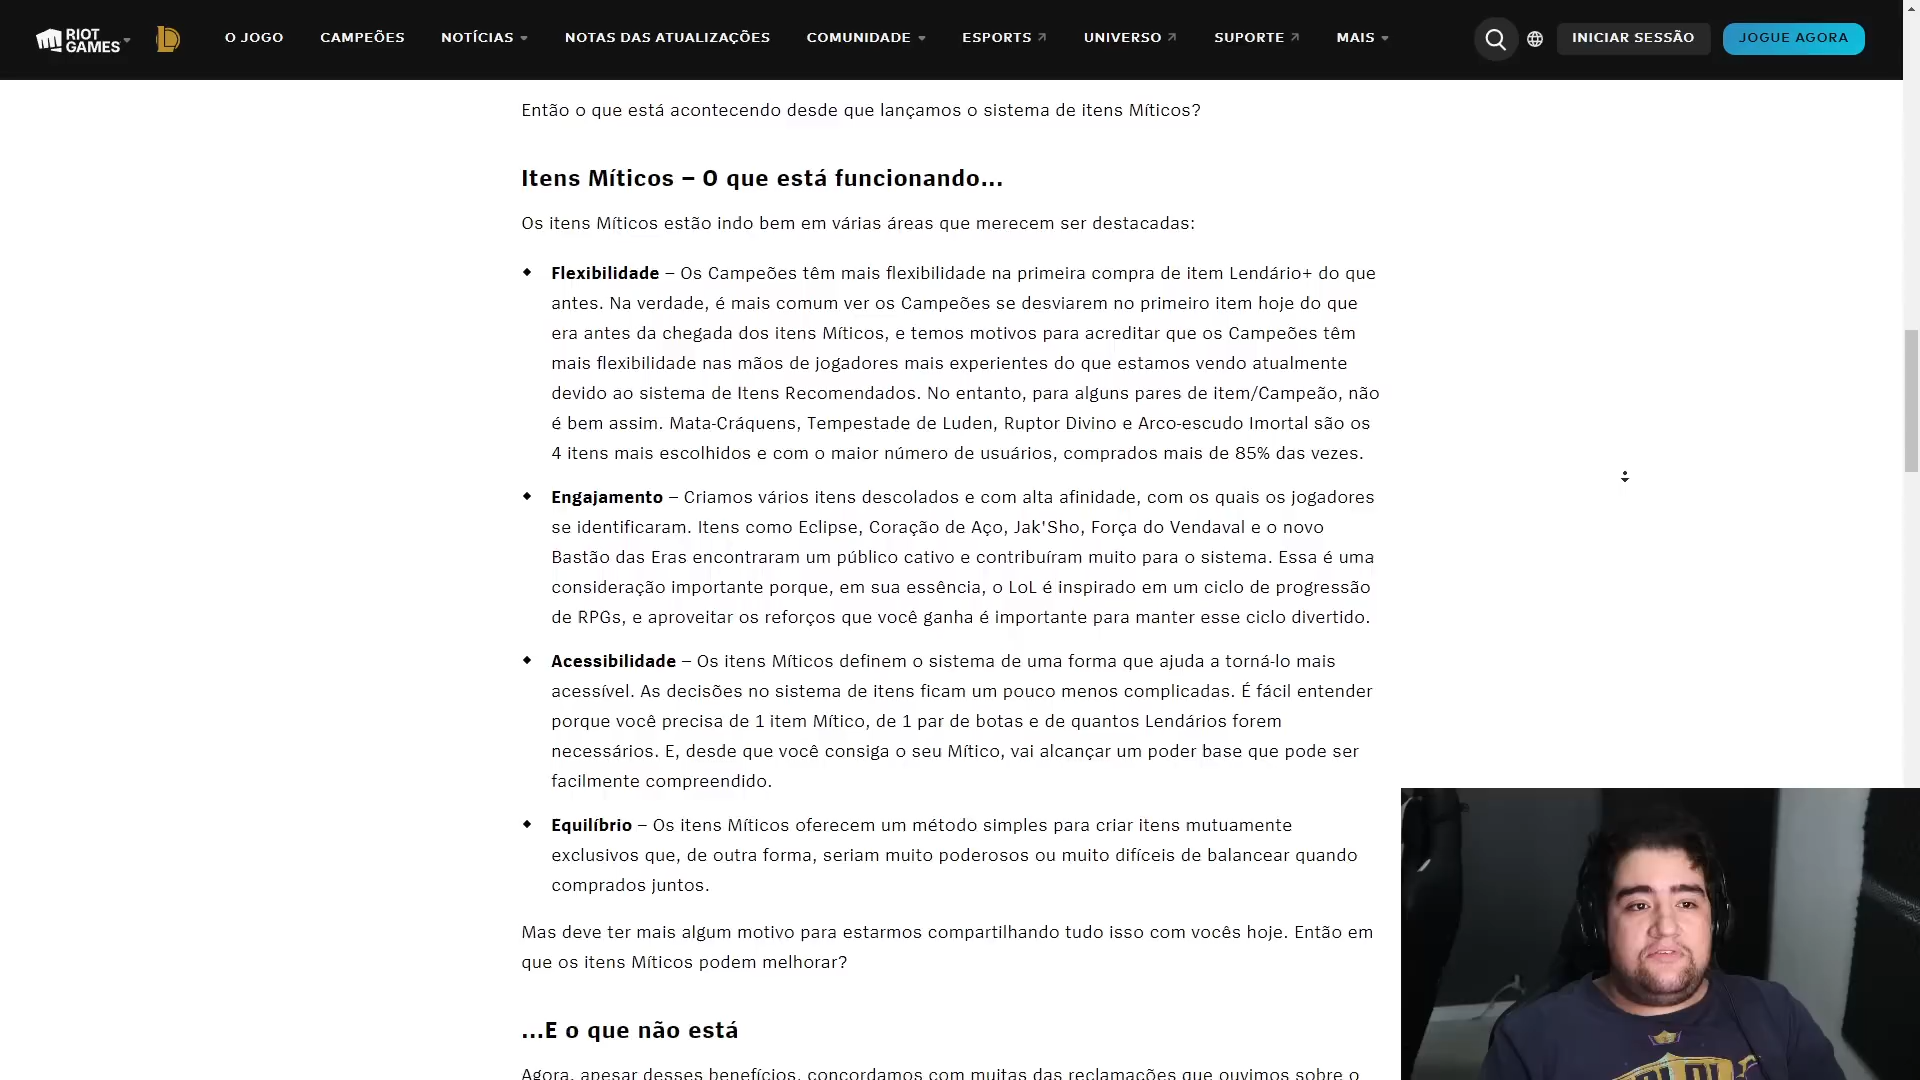 RIOT GAMES
O JOGO CAMPEÕES NOTÍCIAS NOTAS DAS ATUALIZAÇÕES COMUNIDADE ESPORTS UNIVERSO SUPORTE MAIS INICIAR SESSÃO JOGUE AGORA
Então o que está acontecendo desde que lançamos o sistema de itens Míticos?
Itens Míticos – O que está funcionando...
Os itens Míticos estão indo bem em várias áreas que merecem ser destacadas:
Flexibilidade – Os Campeões têm mais flexibilidade na primeira compra de item Lendário+ do que
antes. Na verdade, é mais comum ver os Campeões se desviarem no primeiro item hoje do que
era antes da chegada dos itens Míticos, e temos motivos para acreditar que os Campeões têm
mais flexibilidade nas mãos de jogadores mais experientes do que estamos vendo atualmente
devido ao sistema de Itens Recomendados. No entanto, para alguns pares de item/Campeão, não
é bem assim. Mata-Cráquens, Tempestade de Luden, Ruptor Divino e Arco-escudo Imortal são os
4 itens mais escolhidos e com o maior número de usuários, comprados mais de 85% das vezes.
Engajamento – Criamos vários itens descolados e com alta afinidade, com os quais os jogadores
se identificaram. Itens como Eclipse, Coração de Aço, Jak'Sho, Força do Vendaval e o novo
Bastão das Eras encontraram um público cativo e contribuíram muito para o sistema. Essa é uma
consideração importante porque, em sua essência, o LoL é inspirado em um ciclo de progressão
de RPGs, e aproveitar os reforços que você ganha é importante para manter esse ciclo divertido.
Acessibilidade – Os itens Míticos definem o sistema de uma forma que ajuda a torná-lo mais
acessível. As decisões no sistema de itens ficam um pouco menos complicadas. É fácil entender
porque você precisa de 1 item Mítico, de 1 par de botas e de quantos Lendários forem
necessários. E, desde que você consiga o seu Mítico, vai alcançar um poder base que pode ser
facilmente compreendido.
Equilíbrio – Os itens Míticos oferecem um método simples para criar itens mutuamente
exclusivos que, de outra forma, seriam muito poderosos ou muito difíceis de balancear quando
comprados juntos.
Mas deve ter mais algum motivo para estarmos compartilhando tudo isso com vocês hoje. Então em
que os itens Míticos podem melhorar?
...E o que não está
Agora, apesar desses benefícios, concordamos com muitas das reclamações que ouvimos sobre o